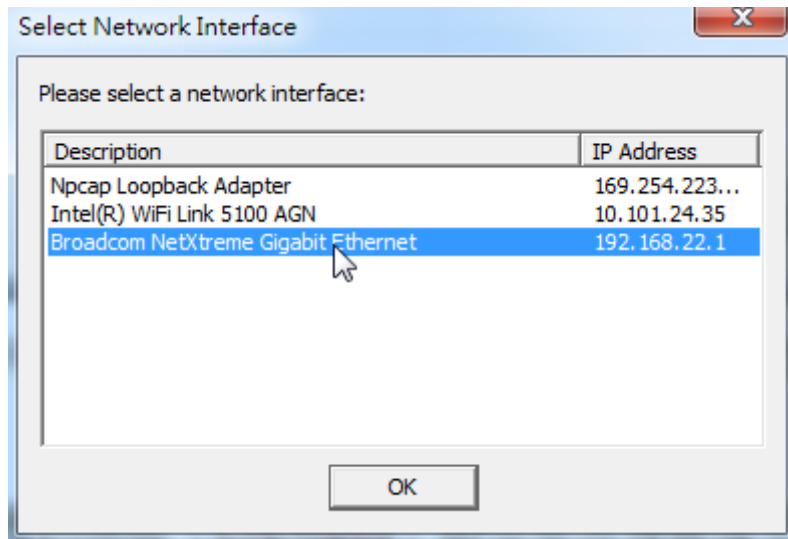 Select Network Interface
Please select a network interface:
Description IP Address
Npcap Loopback Adapter 169.254.223...
Intel(R) WiFi Link 5100 AGN 10.101.24.35
Broadcom NetXtreme Gigabit Ethernet 192.168.22.1
OK